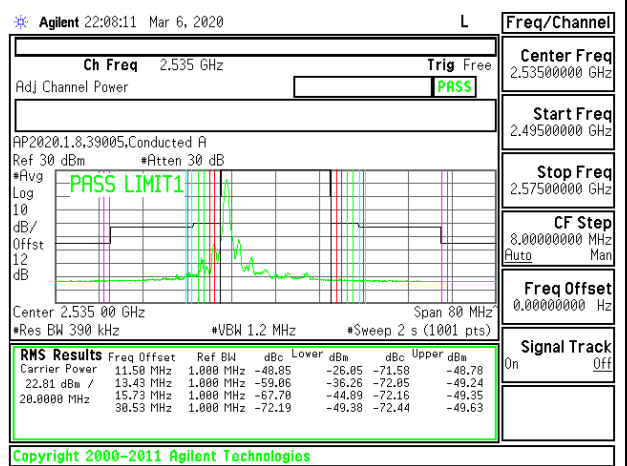 Agilent 22:08:11 Mar 6, 2020 L Freq/Channel
Ch Freq 2.535 GHz Trig Free
Adj Channel Power PASS
AP2020.1.8,39005,Conducted A
Ref 30 dBm #Atten 30 dB
#Avg
Log
10
dB/
Offst
12
dB
PASS LIMIT1
Center 2.535 00 GHz Span 80 MHz^
#Res BW 390 kHz #VBW 1.2 MHz #Sweep 2 s (1001 pts)
RMS Results Freq Offset Ref BW dBc Lower dBm dBc Upper dBm
Carrier Power 11.50 MHz 1.000 MHz -48.85 -26.05 -71.58 -48.78
22.81 dBm / 13.43 MHz 1.000 MHz -59.06 -36.26 -72.05 -49.24
20.0000 MHz 15.73 MHz 1.000 MHz -67.70 -44.89 -72.16 -49.35
30.53 MHz 1.000 MHz -72.19 -49.38 -72.44 -49.63
Center Freq
2.53500000 GHz
Start Freq
2.49500000 GHz
Stop Freq
2.57500000 GHz
CF Step
8.00000000 MHz
Auto Man
Freq Offset
0.00000000 Hz
Signal Track
On Off
Copyright 2000-2011 Agilent Technologies